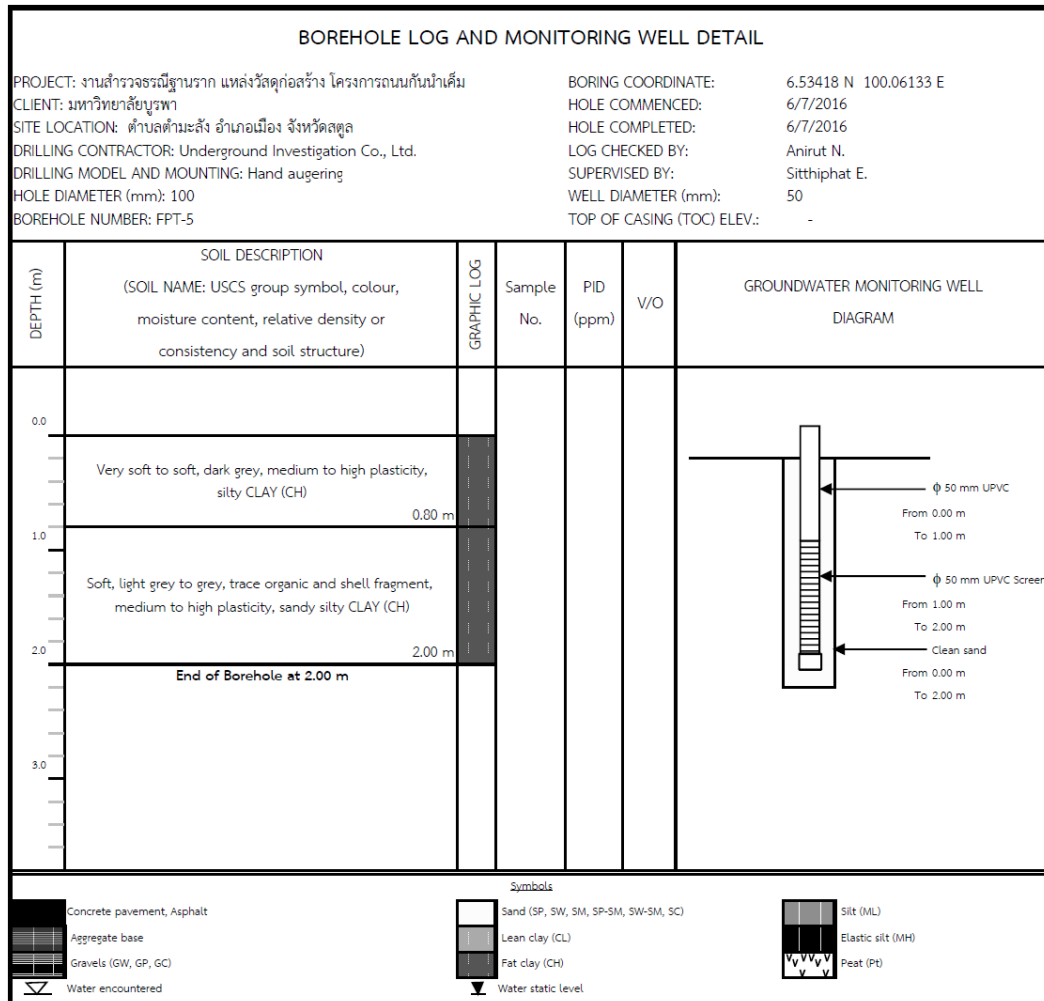 BOREHOLE LOG AND MONITORING WELL DETAIL
PROJECT: งานสำรวจธรณีฐานราก แหล่งวัสดุก่อสร้าง โครงการถนนกันน้ำเค็ม
CLIENT: มหาวิทยาลัยบูรพา
SITE LOCATION: ตำบลตำมะลัง อำเภอเมือง จังหวัดสตูล
DRILLING CONTRACTOR: Underground Investigation Co., Ltd.
DRILLING MODEL AND MOUNTING: Hand augering
HOLE DIAMETER (mm): 100
BOREHOLE NUMBER: FPT-5
BORING COORDINATE: 6.53418 N 100.06133 E
HOLE COMMENCED: 6/7/2016
HOLE COMPLETED: 6/7/2016
LOG CHECKED BY: Anirut N.
SUPERVISED BY: Sitthiphat E.
WELL DIAMETER (mm): 50
TOP OF CASING (TOC) ELEV.: -
DEPTH (m)
SOIL DESCRIPTION
(SOIL NAME: USCS group symbol, colour,
moisture content, relative density or
consistency and soil structure)
GRAPHIC LOG
Sample
No.
PID
(ppm)
V/O
GROUNDWATER MONITORING WELL
DIAGRAM
0.0
Very soft to soft, dark grey, medium to high plasticity,
silty CLAY (CH)
0.80 m
1.0
Soft, light grey to grey, trace organic and shell fragment,
medium to high plasticity, sandy silty CLAY (CH)
2.0
2.00 m
End of Borehole at 2.00 m
3.0
ϕ 50 mm UPVC
From 0.00 m
To 1.00 m
ϕ 50 mm UPVC Screen
From 1.00 m
To 2.00 m
Clean sand
From 0.00 m
To 2.00 m
Symbols
Concrete pavement, Asphalt
Aggregate base
Gravels (GW, GP, GC)
Water encountered
Sand (SP, SW, SM, SP-SM, SW-SM, SC)
Lean clay (CL)
Fat clay (CH)
Water static level
Silt (ML)
Elastic silt (MH)
Peat (Pt)